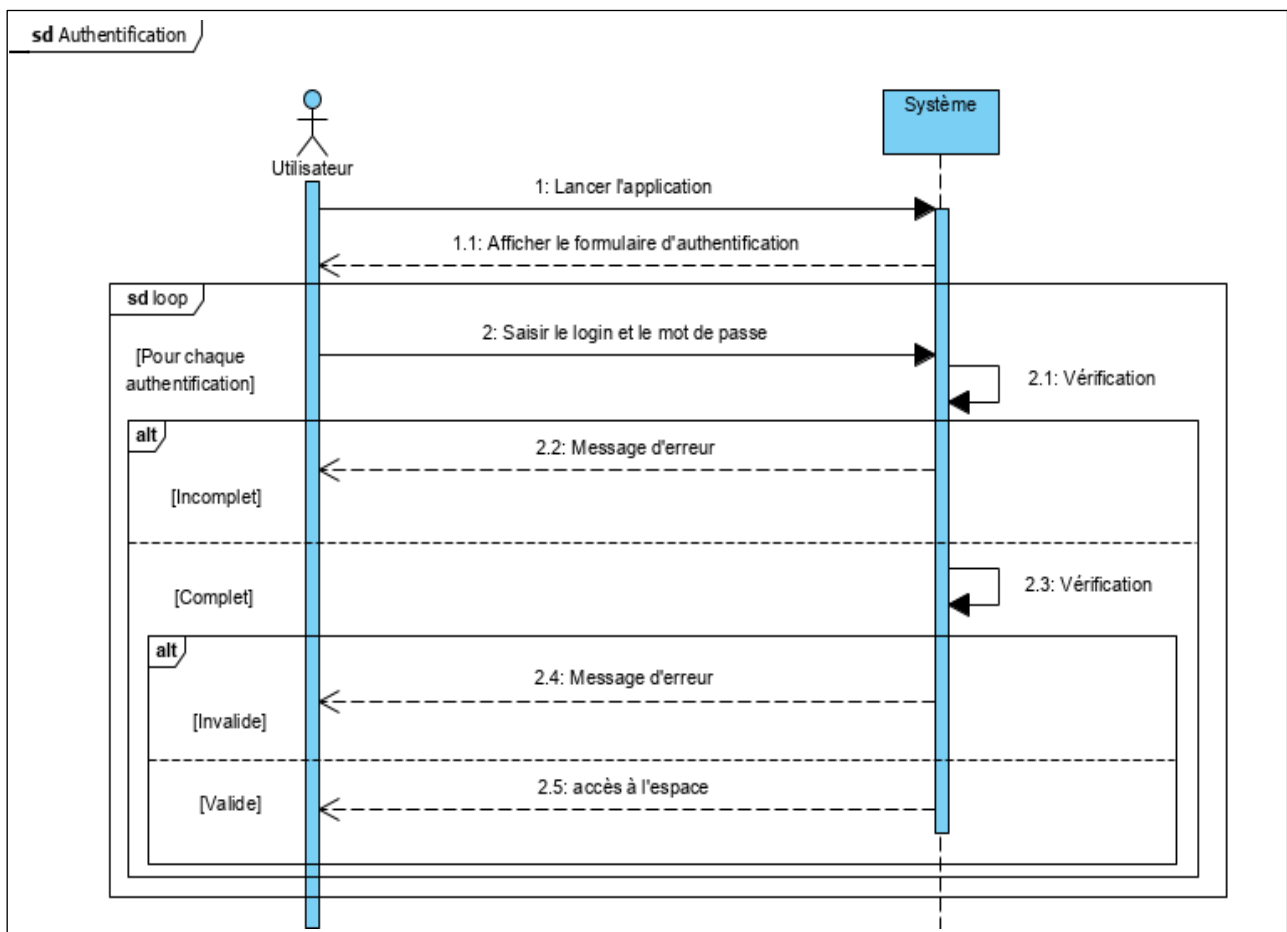 sd Authentification
Système
Utilisateur
1: Lancer l'application
1.1: Afficher le formulaire d'authentification
sd loop
2: Saisir le login et le mot de passe
[Pour chaque
authentification]
2.1: Vérification
alt
2.2: Message d'erreur
[Incomplet]
2.3: Vérification
[Complet]
alt
2.4: Message d'erreur
[Invalide]
2.5: accès à l'espace
[Valide]